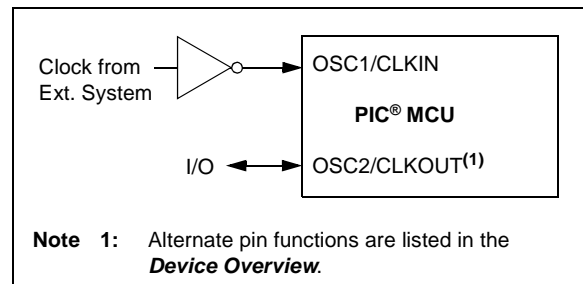 Clock from
Ext. System
OSC1/CLKIN
PIC® MCU
I/O
OSC2/CLKOUT(1)
Note 1: Alternate pin functions are listed in the
Device Overview.